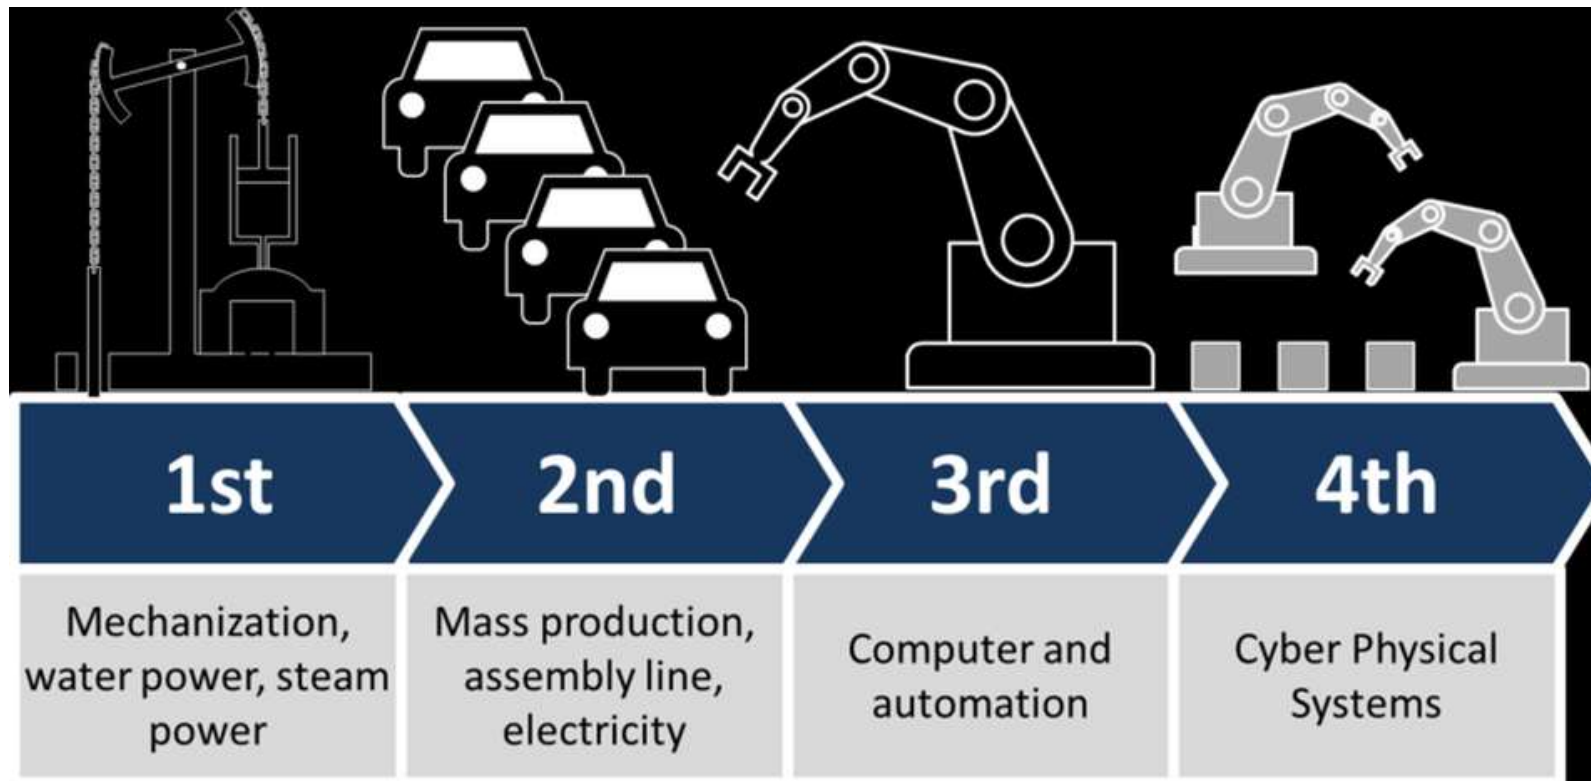 1st
2nd
3rd
4th
Mechanization,
water power, steam
power
Mass production,
assembly line,
electricity
Computer and
automation
Cyber Physical
Systems